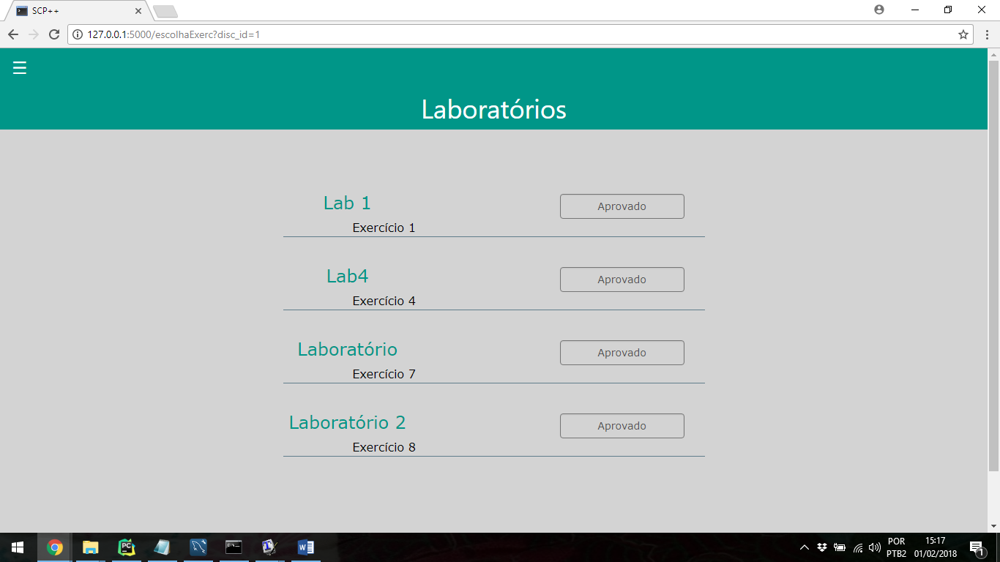 SCP++
127.0.0.1:5000/escolhaExerc?disc_id=1
Laboratórios
Lab 1
Aprovado
Exercício 1
Lab4
Aprovado
Exercício 4
Laboratório
Aprovado
Exercício 7
Laboratório 2
Aprovado
Exercício 8
POR
PTB2
15:17
01/02/2018
1